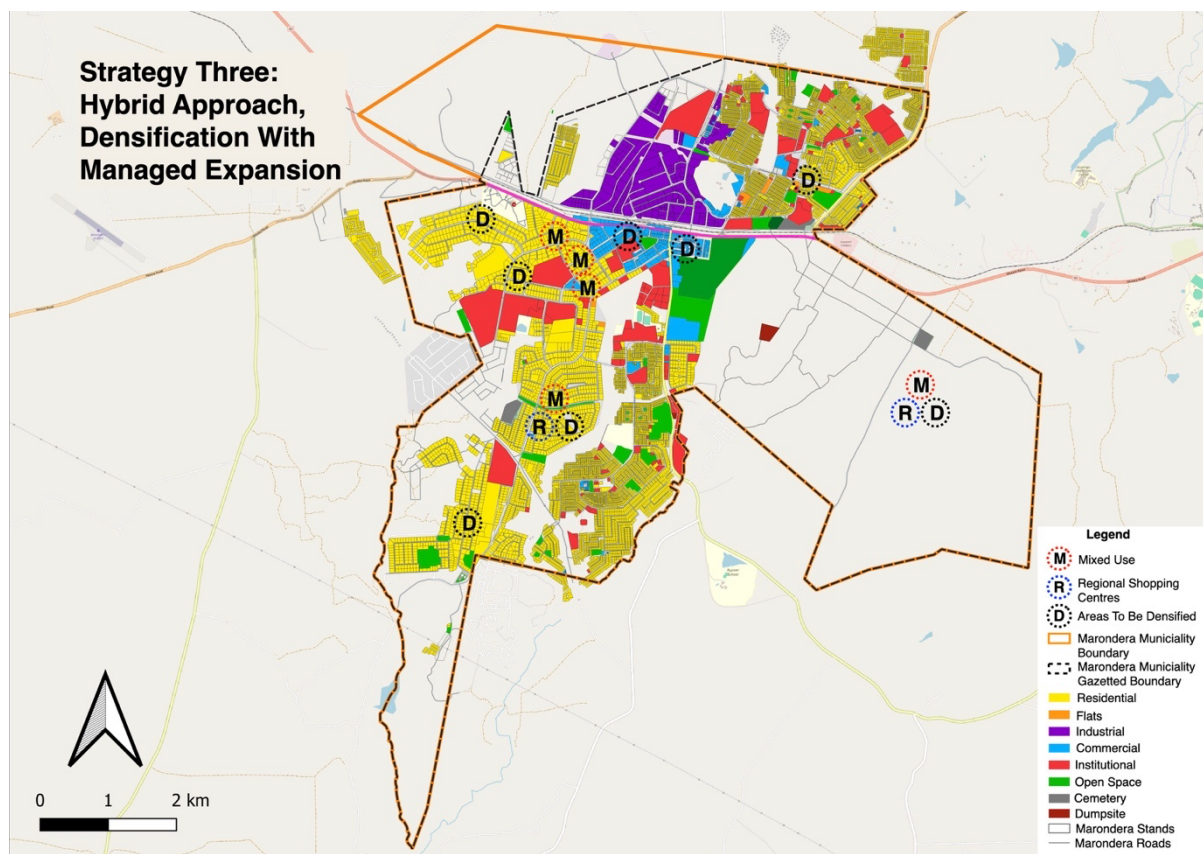 Strategy Three:
Hybrid Approach,
Densification With
Managed Expansion
D
D
M
D
D
M
D
M
M
M
R
D
R
D
D
0
1
2 km
Legend
M
Mixed Use
R
Regional Shopping
Centres
D
Areas To Be Densified
Marondera Municipality
Boundary
Marondera Municipality
Gazetted Boundary
Residential
Flats
Industrial
Commercial
Institutional
Open Space
Cemetery
Dumpsite
Marondera Stands
Marondera Roads